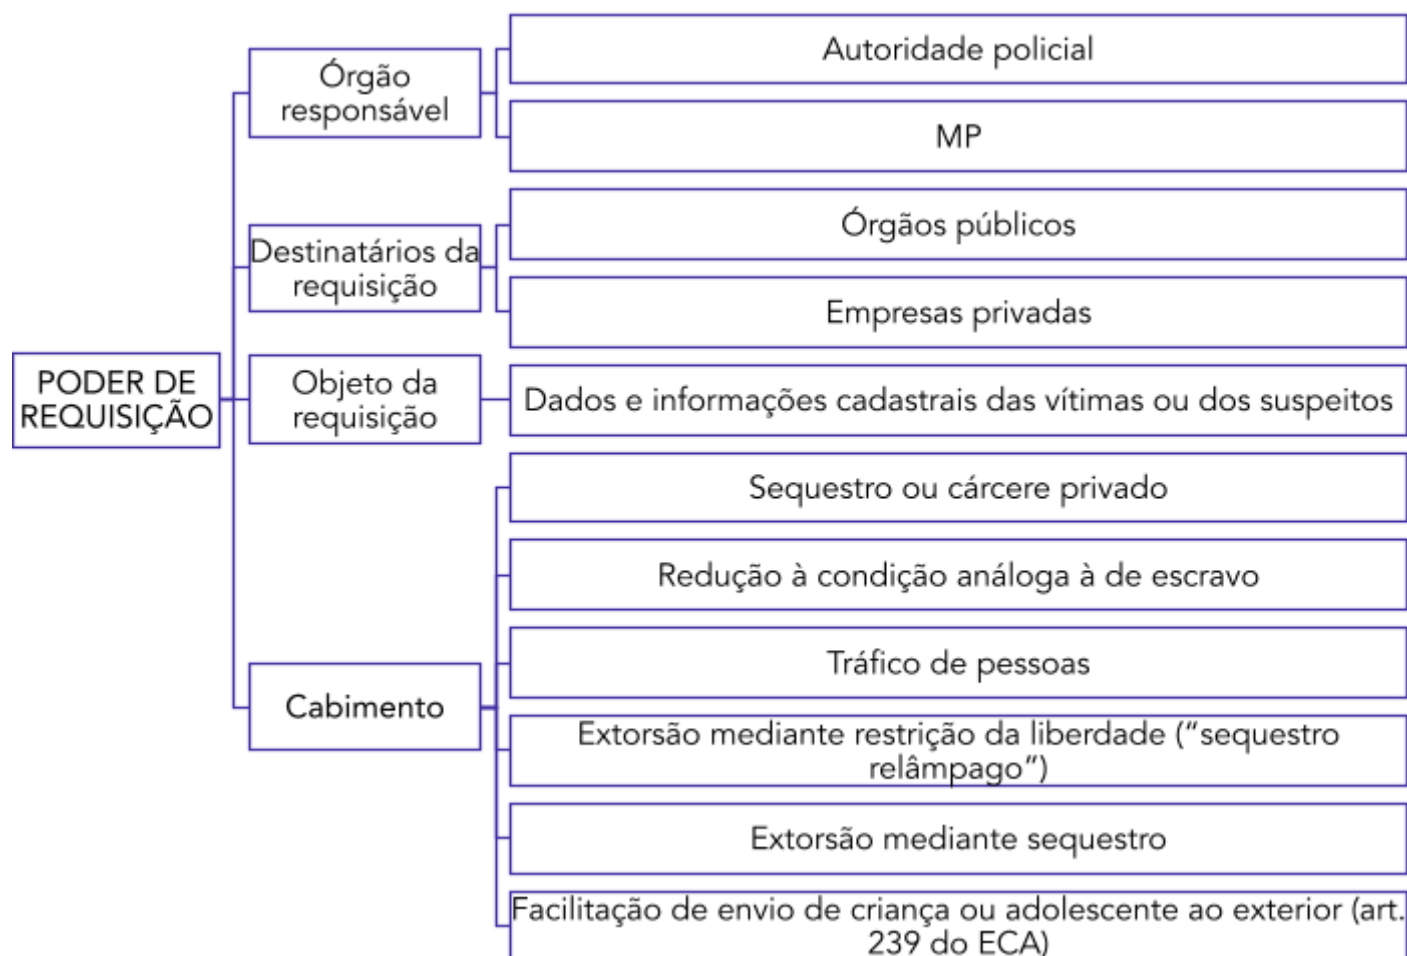 PODER DE
REQUISIÇÃO
Órgão
responsável
Autoridade policial
MP
Destinatários da
requisição
Órgãos públicos
Empresas privadas
Objeto da
requisição
Dados e informações cadastrais das vítimas ou dos suspeitos
Cabimento
Sequestro ou cárcere privado
Redução à condição análoga à de escravo
Tráfico de pessoas
Extorsão mediante restrição da liberdade (“sequestro
relâmpago”)
Extorsão mediante sequestro
Facilitação de envio de criança ou adolescente ao exterior (art.
239 do ECA)